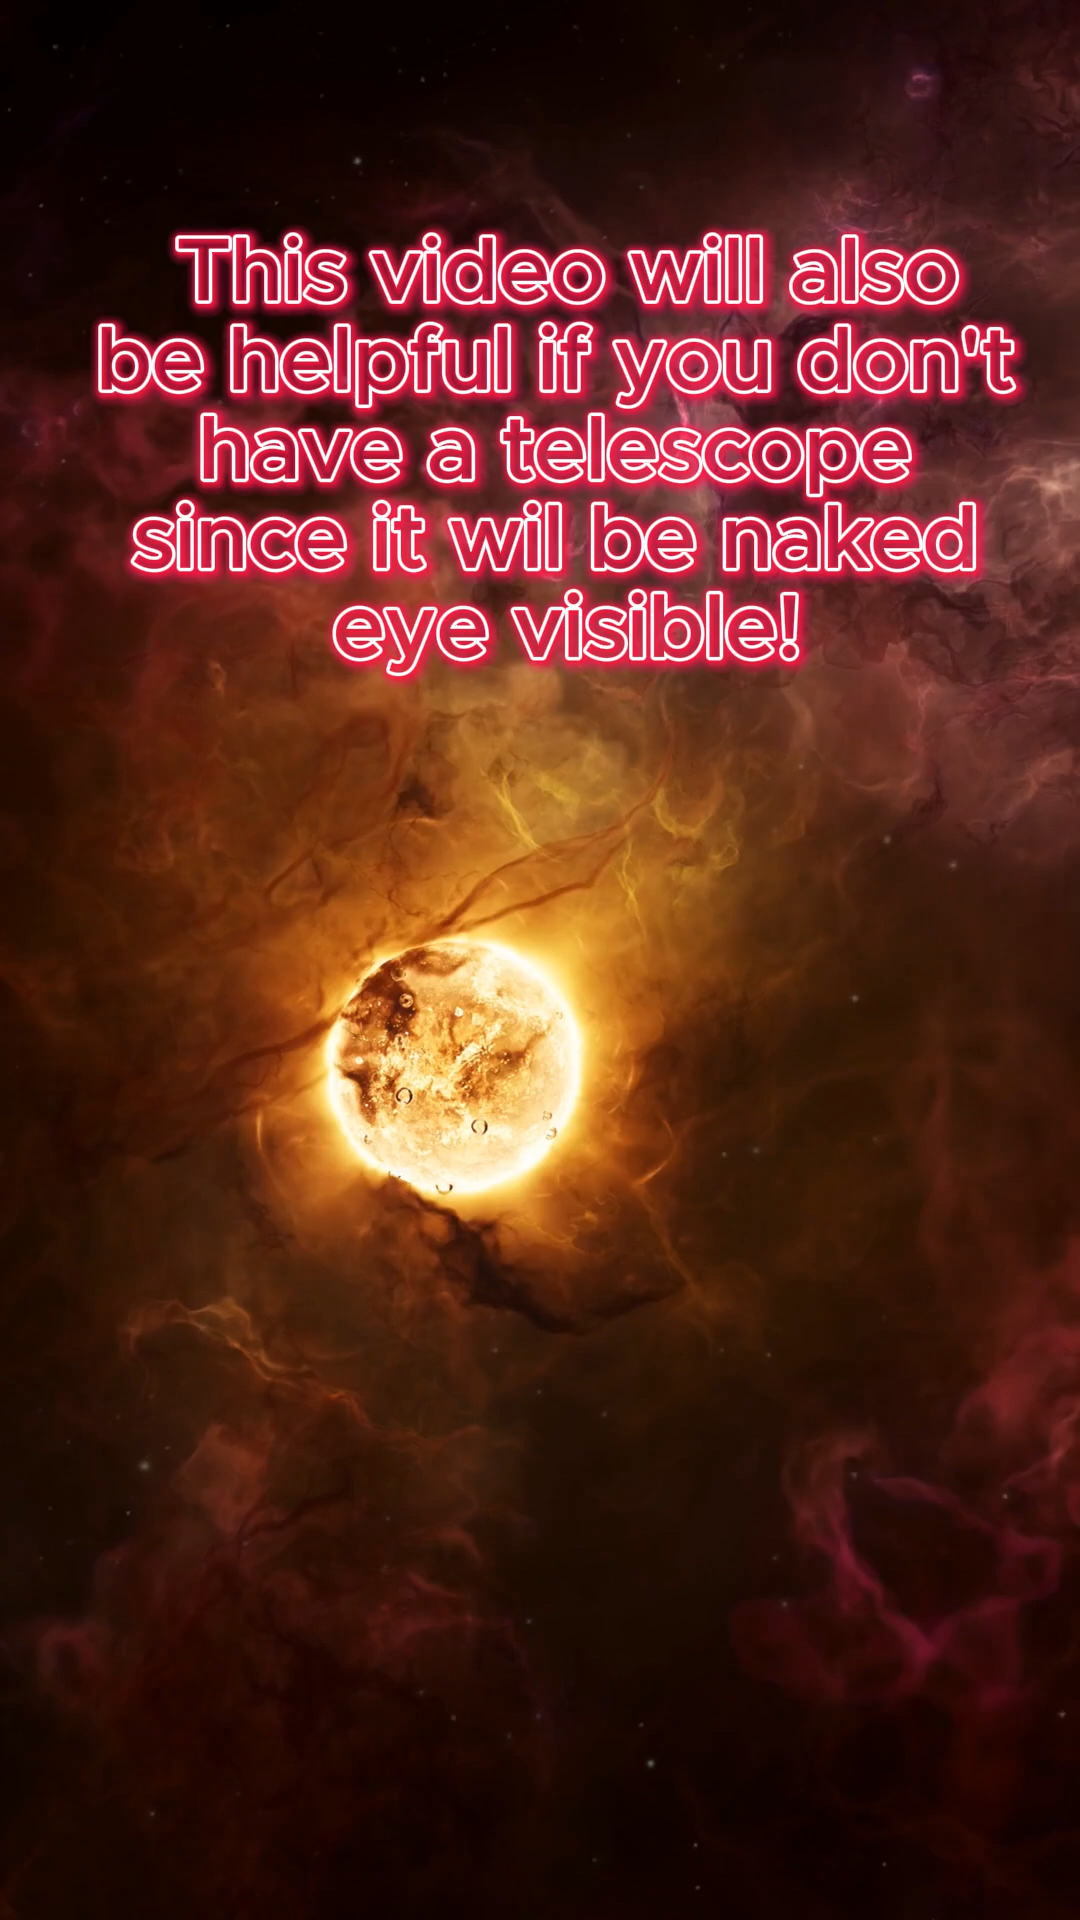 This video will also
be helpful if you don't
have a telescope
since it wil be naked
eye visible!